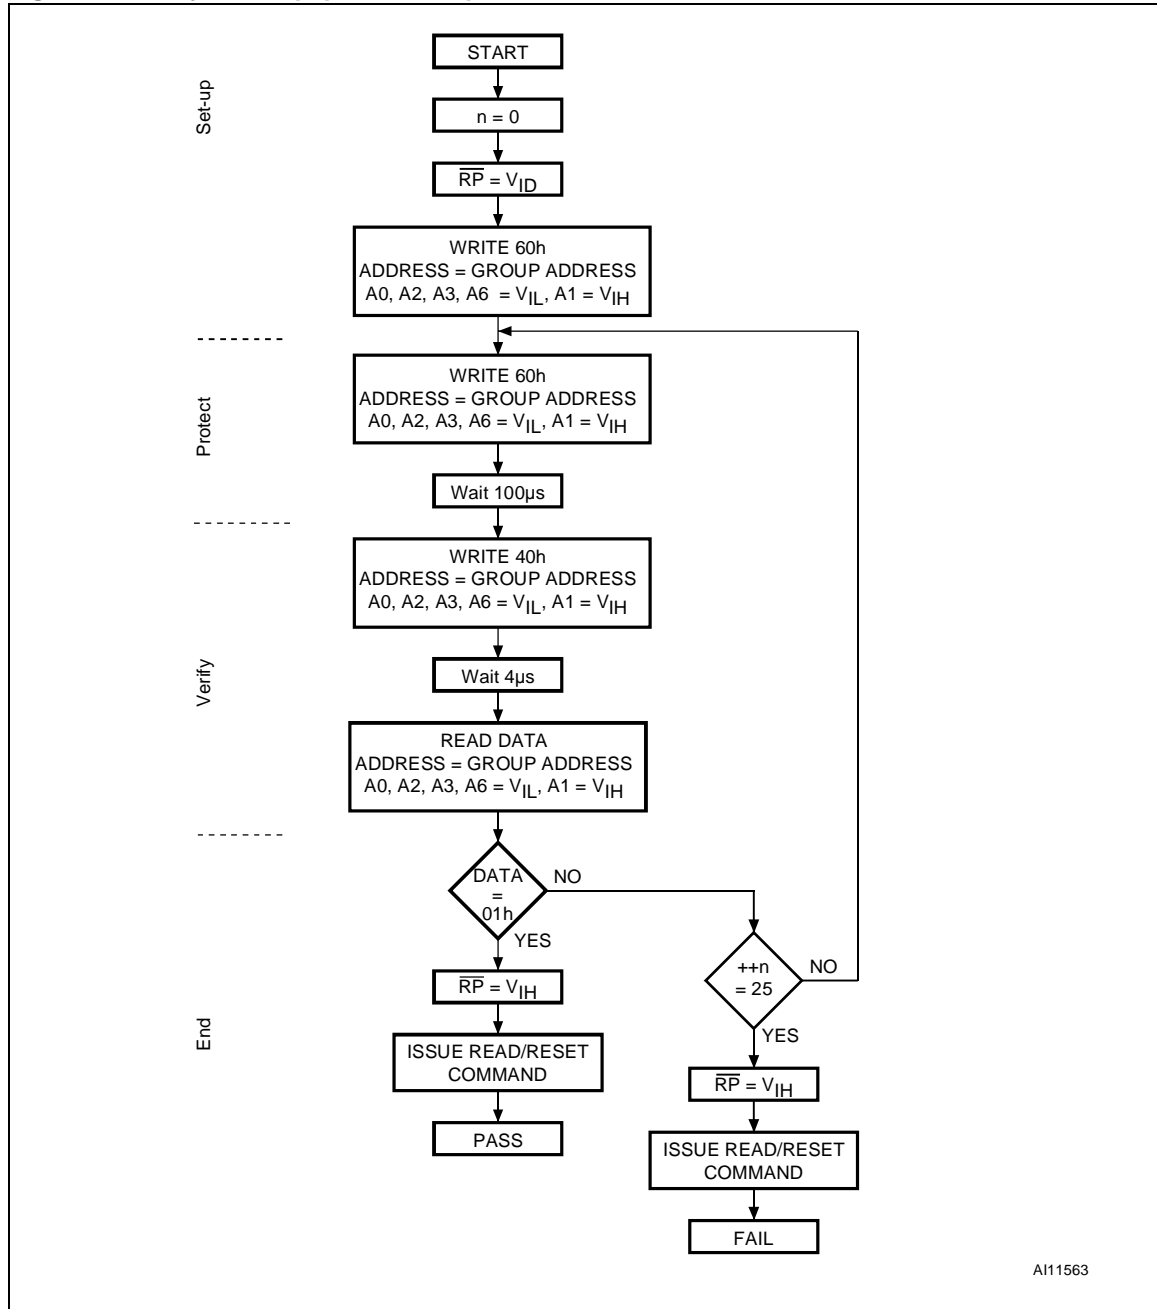 START
Set-up
n = 0
R̅P̅ = VID
WRITE 60h
ADDRESS = GROUP ADDRESS
A0, A2, A3, A6 = VIL, A1 = VIH
Protect
WRITE 60h
ADDRESS = GROUP ADDRESS
A0, A2, A3, A6 = VIL, A1 = VIH
Wait 100µs
WRITE 40h
ADDRESS = GROUP ADDRESS
A0, A2, A3, A6 = VIL, A1 = VIH
Verify
Wait 4µs
READ DATA
ADDRESS = GROUP ADDRESS
A0, A2, A3, A6 = VIL, A1 = VIH
DATA
=
01h
NO
YES
++n
= 25
NO
YES
End
R̅P̅ = VIH
ISSUE READ/RESET
COMMAND
PASS
R̅P̅ = VIH
ISSUE READ/RESET
COMMAND
FAIL
AI11563